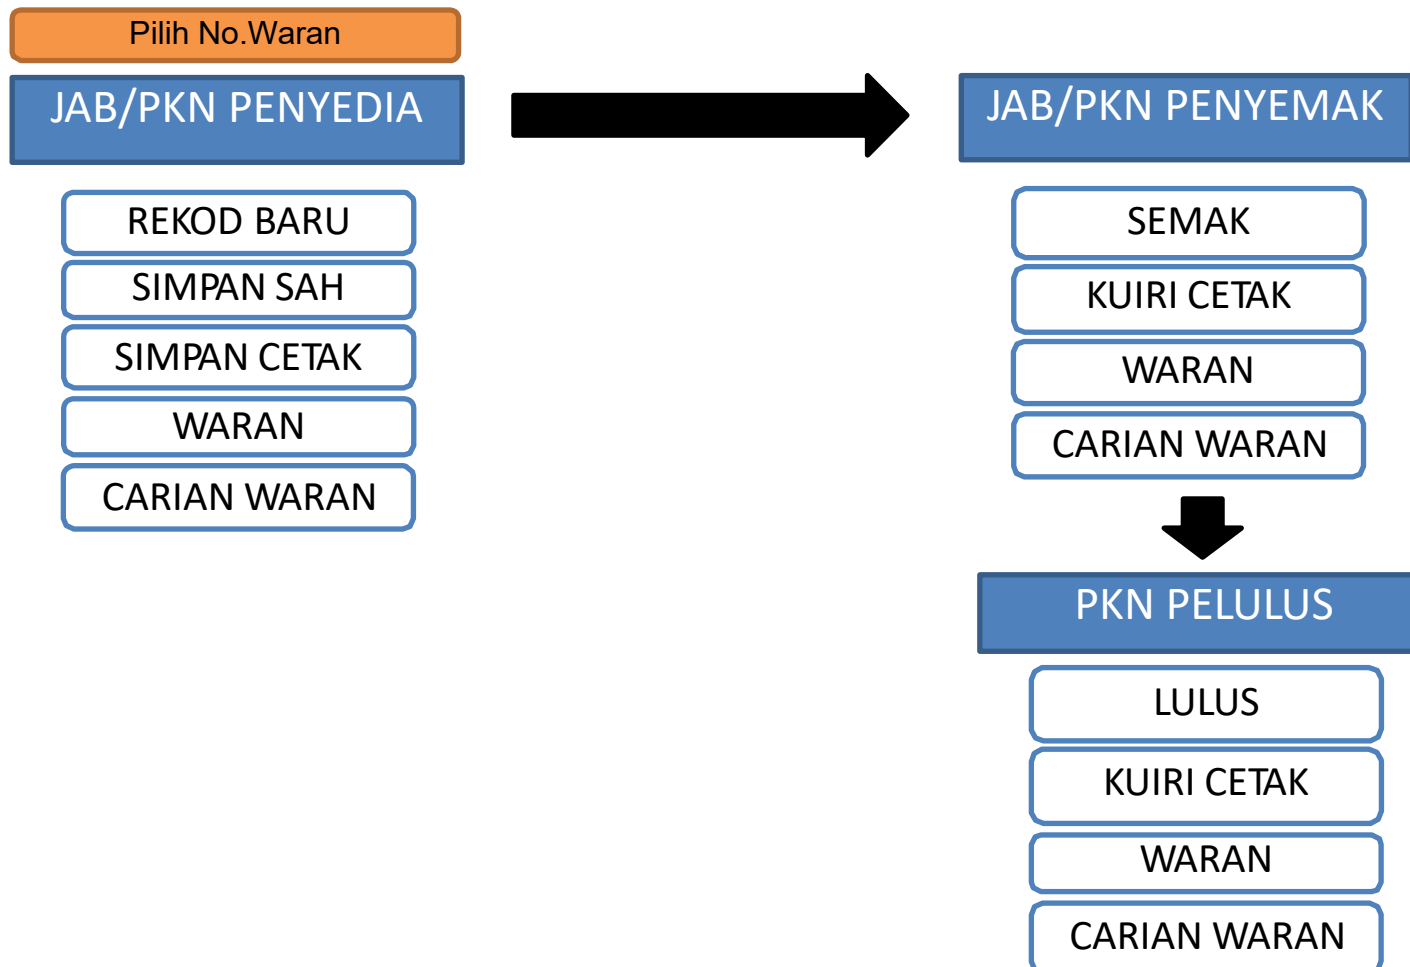 Pilih No.Waran
JAB/PKN PENYEDIA
REKOD BARU
SIMPAN SAH
SIMPAN CETAK
WARAN
CARIAN WARAN
JAB/PKN PENYEMAK
SEMAK
KUIRI CETAK
WARAN
CARIAN WARAN
PKN PELULUS
LULUS
KUIRI CETAK
WARAN
CARIAN WARAN